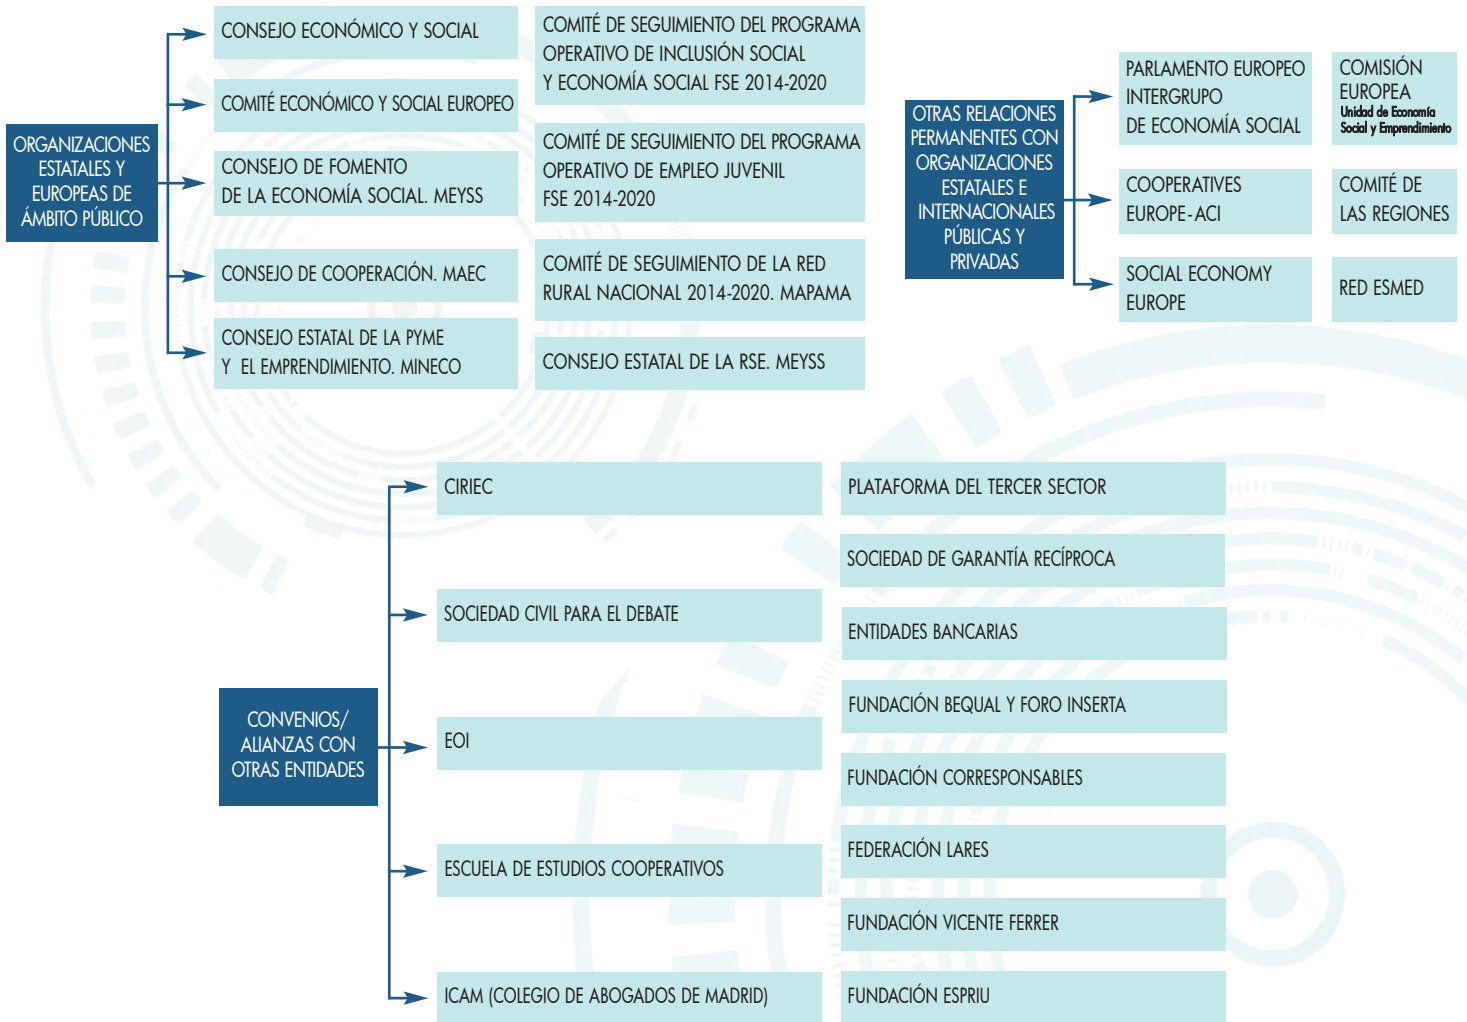 ORGANIZACIONES
ESTATALES Y
EUROPEAS DE
ÁMBITO PÚBLICO
CONSEJO ECONÓMICO Y SOCIAL
COMITÉ ECONÓMICO Y SOCIAL EUROPEO
CONSEJO DE FOMENTO
DE LA ECONOMÍA SOCIAL. MEYSS
CONSEJO DE COOPERACIÓN. MAEC
CONSEJO ESTATAL DE LA PYME
Y EL EMPRENDIMIENTO. MINECO
COMITÉ DE SEGUIMIENTO DEL PROGRAMA
OPERATIVO DE INCLUSIÓN SOCIAL
Y ECONOMÍA SOCIAL FSE 2014-2020
COMITÉ DE SEGUIMIENTO DEL PROGRAMA
OPERATIVO DE EMPLEO JUVENIL
FSE 2014-2020
COMITÉ DE SEGUIMIENTO DE LA RED
RURAL NACIONAL 2014-2020. MAPAMA
CONSEJO ESTATAL DE LA RSE. MEYSS
OTRAS RELACIONES
PERMANENTES CON
ORGANIZACIONES
ESTATALES E
INTERNACIONALES
PÚBLICAS Y
PRIVADAS
PARLAMENTO EUROPEO
INTERGRUPO
DE ECONOMÍA SOCIAL
COOPERATIVES
EUROPE-ACI
SOCIAL ECONOMY
EUROPE
COMISIÓN
EUROPEA
Unidad de Economía
Social y Emprendimiento
COMITÉ DE
LAS REGIONES
RED ESMED
CONVENIOS/
ALIANZAS CON
OTRAS ENTIDADES
CIRIEC
SOCIEDAD CIVIL PARA EL DEBATE
EOI
ESCUELA DE ESTUDIOS COOPERATIVOS
ICAM (COLEGIO DE ABOGADOS DE MADRID)
PLATAFORMA DEL TERCER SECTOR
SOCIEDAD DE GARANTÍA RECÍPROCA
ENTIDADES BANCARIAS
FUNDACIÓN BEQUAL Y FORO INSERTA
FUNDACIÓN CORRESPONSABLES
FEDERACIÓN LARES
FUNDACIÓN VICENTE FERRER
FUNDACIÓN ESPRIU